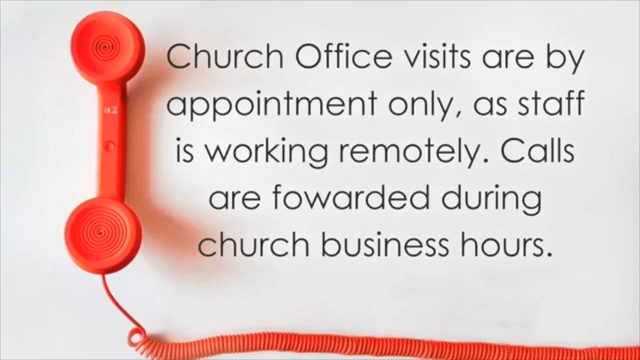 Church Office visits are by
appointment only, as staff
is working remotely. Calls
are fowarded during
church business hours.